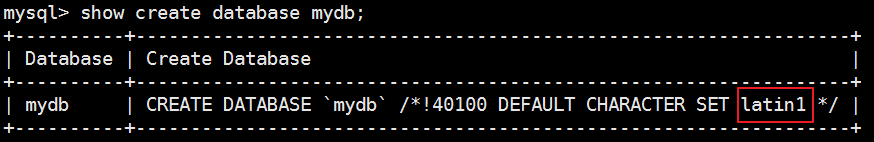 mysql> show create database mydb;
+----------+----------------------------------------------------------------+
| Database | Create Database                                                |
+----------+----------------------------------------------------------------+
| mydb     | CREATE DATABASE `mydb` /*!40100 DEFAULT CHARACTER SET latin1 */ |
+----------+----------------------------------------------------------------+